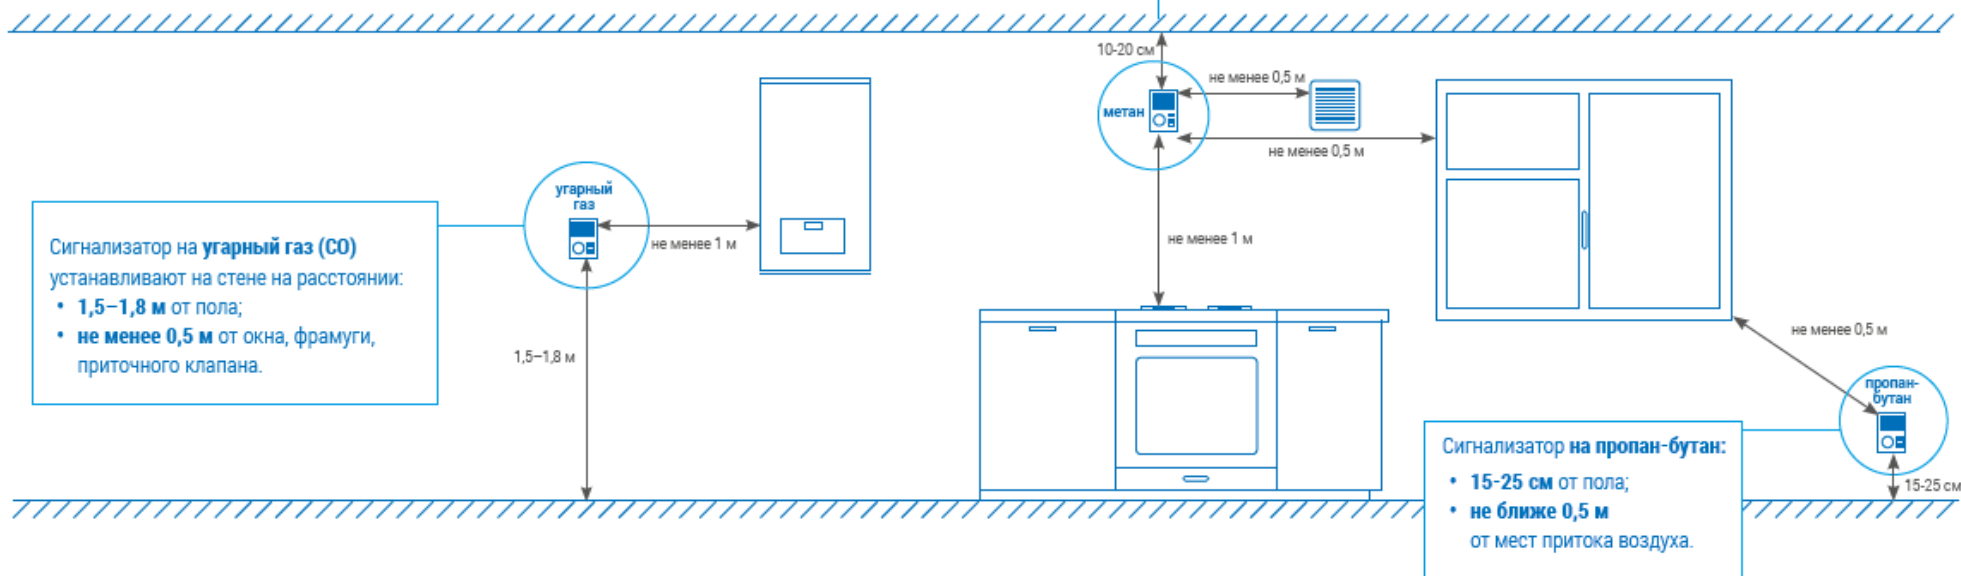 10-20 см
не менее 0,5 м
метан
не менее 0,5 м
угарный
газ
не менее 1 м
не менее 1 м
Сигнализатор на угарный газ (СО)
устанавливают на стене на расстоянии:
• 1,5–1,8 м от пола;
• не менее 0,5 м от окна, фрамуги,
приточного клапана.
1,5–1,8 м
не менее 0,5 м
пропан-
бутан
Сигнализатор на пропан-бутан:
• 15-25 см от пола;
• не ближе 0,5 м
от мест притока воздуха.
15-25 см